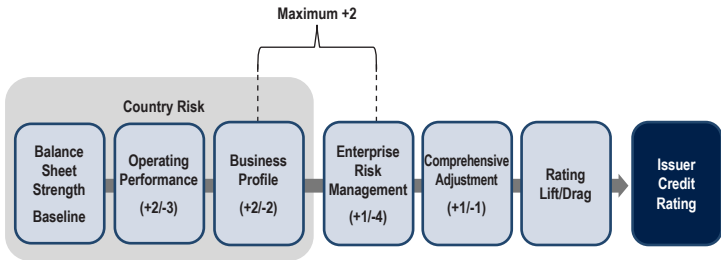 Maximum +2
Country Risk
Balance
Sheet
Strength
Baseline
Operating
Performance
(+2/-3)
Business
Profile
(+2/-2)
Enterprise
Risk
Management
(+1/-4)
Comprehensive
Adjustment
(+1/-1)
Rating
Lift/Drag
Issuer
Credit
Rating